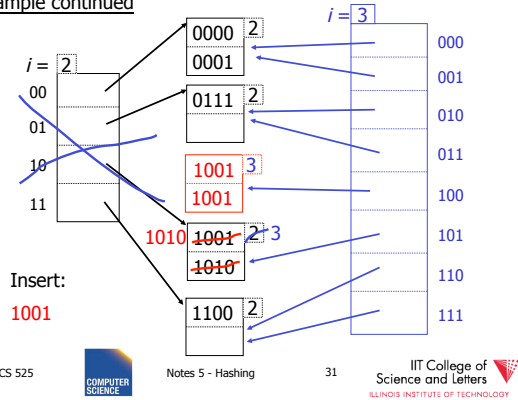 ample continued
i = 2
00
01
10
11
0000 2
0001
0111 2
1001 3
1001
1010 1001 2 3
1010
1100 2
i = 3
000
001
010
011
100
101
110
111
Insert:
1001
CS 525
COMPUTER
SCIENCE
Notes 5 - Hashing
31
IIT College of
Science and Letters
ILLINOIS INSTITUTE OF TECHNOLOGY